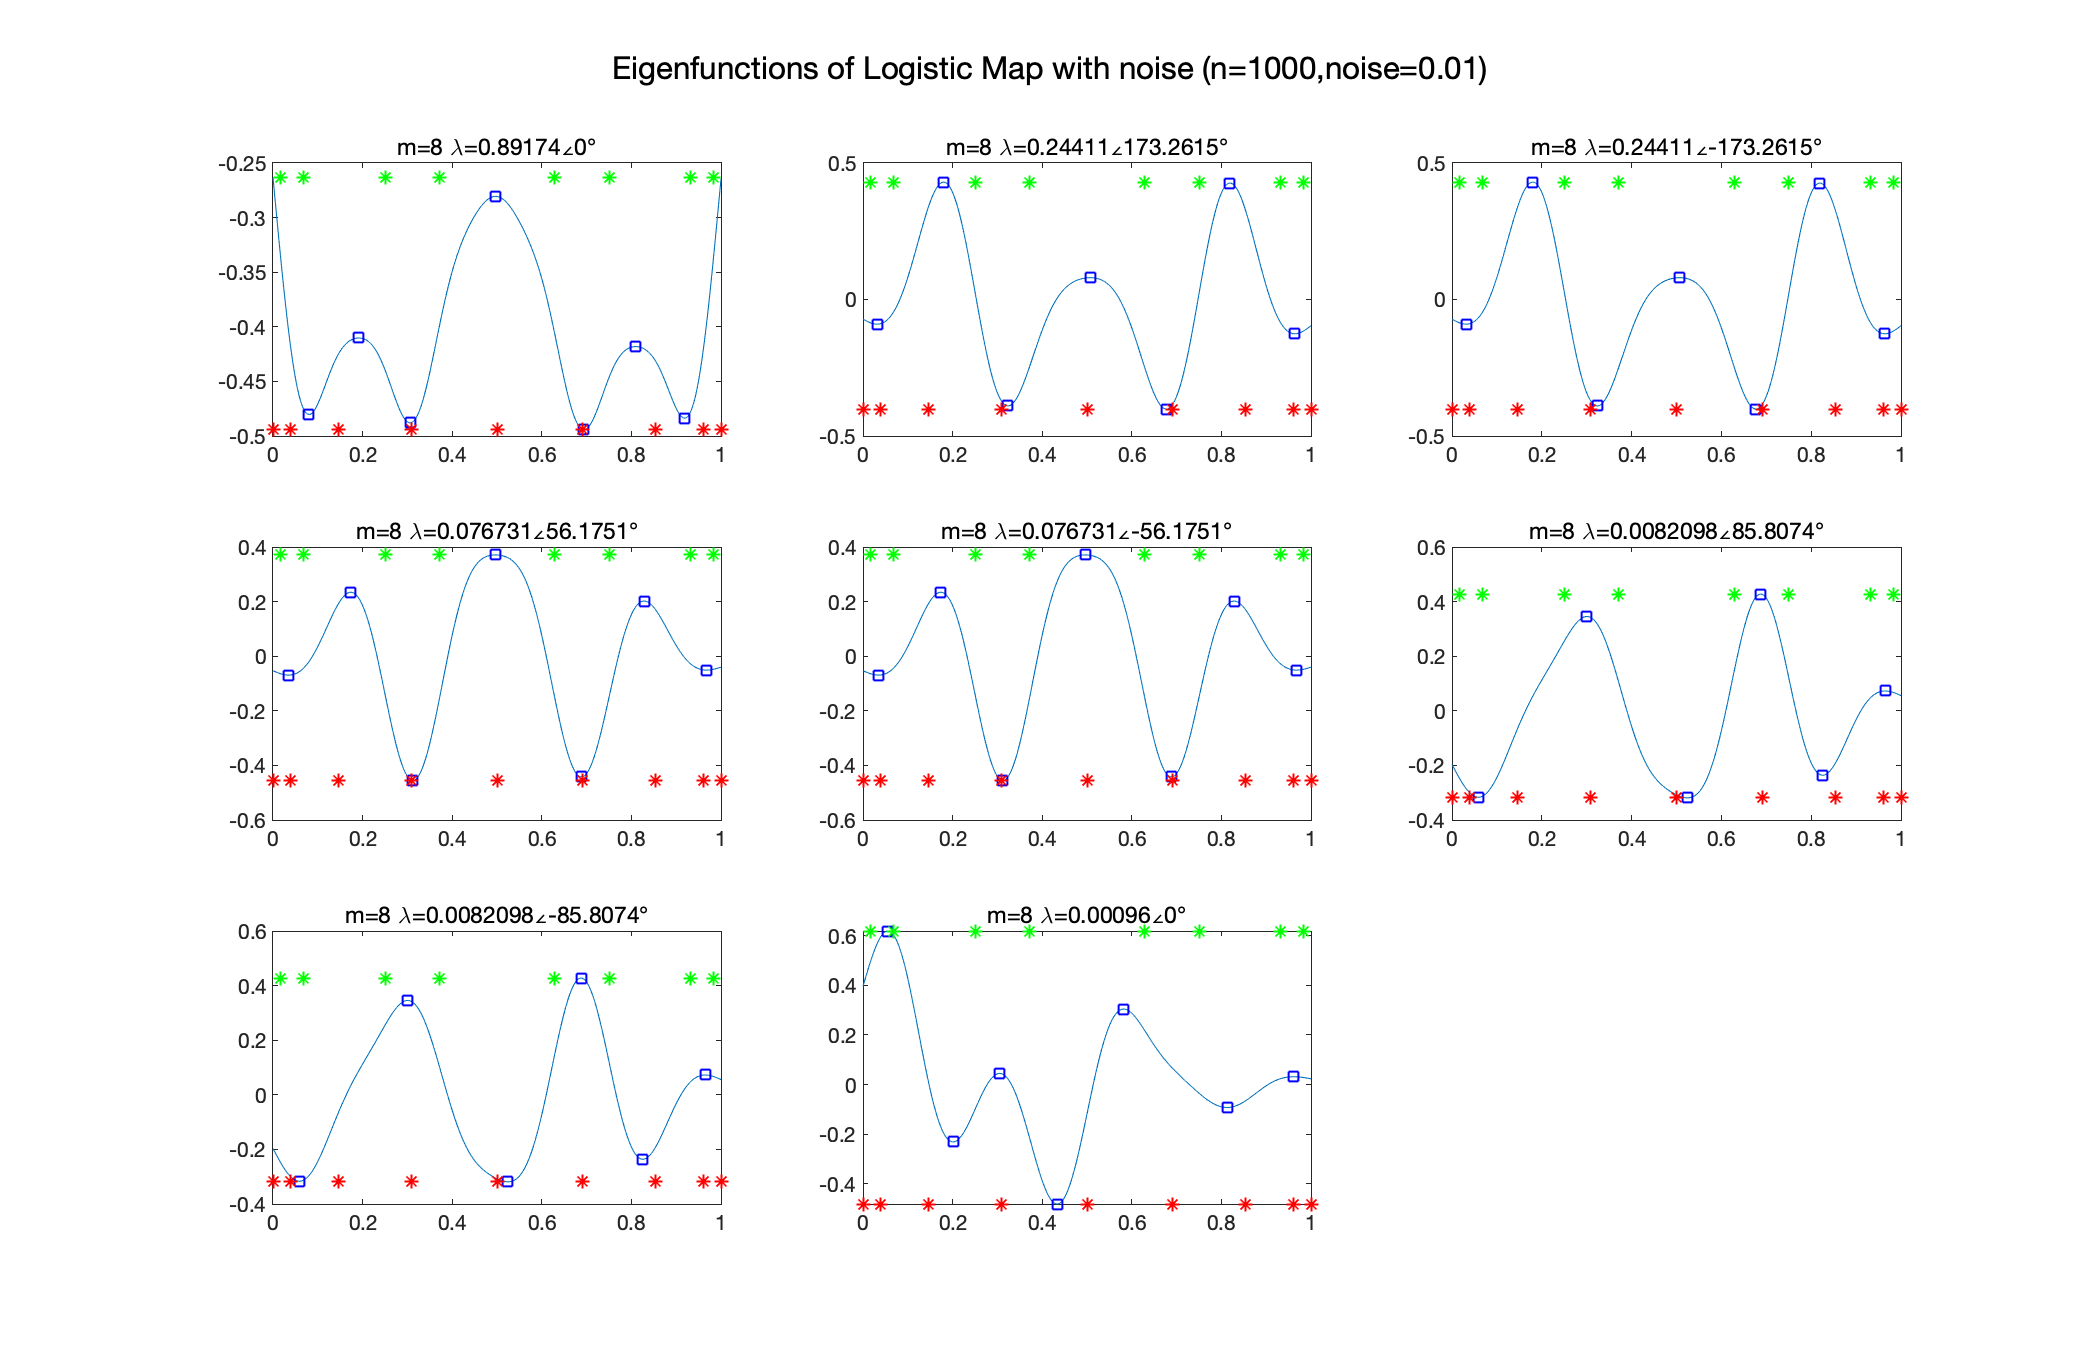 Eigenfunctions of Logistic Map with noise (n=1000,noise=0.01)
m=8 λ=0.89174∠0°
-0.25
-0.3
-0.35
-0.4
-0.45
-0.5
0 0.2 0.4 0.6 0.8 1
m=8 λ=0.24411∠173.2615°
0.5
0
-0.5
0 0.2 0.4 0.6 0.8 1
m=8 λ=0.24411∠-173.2615°
0.5
0
-0.5
0 0.2 0.4 0.6 0.8 1
m=8 λ=0.076731∠56.1751°
0.4
0.2
0
-0.2
-0.4
-0.6
0 0.2 0.4 0.6 0.8 1
m=8 λ=0.076731∠-56.1751°
0.4
0.2
0
-0.2
-0.4
-0.6
0 0.2 0.4 0.6 0.8 1
m=8 λ=0.0082098∠85.8074°
0.6
0.4
0.2
0
-0.2
-0.4
0 0.2 0.4 0.6 0.8 1
m=8 λ=0.0082098∠-85.8074°
0.6
0.4
0.2
0
-0.2
-0.4
0 0.2 0.4 0.6 0.8 1
m=8 λ=0.00096∠0°
0.6
0.4
0.2
0
-0.2
-0.4
0 0.2 0.4 0.6 0.8 1